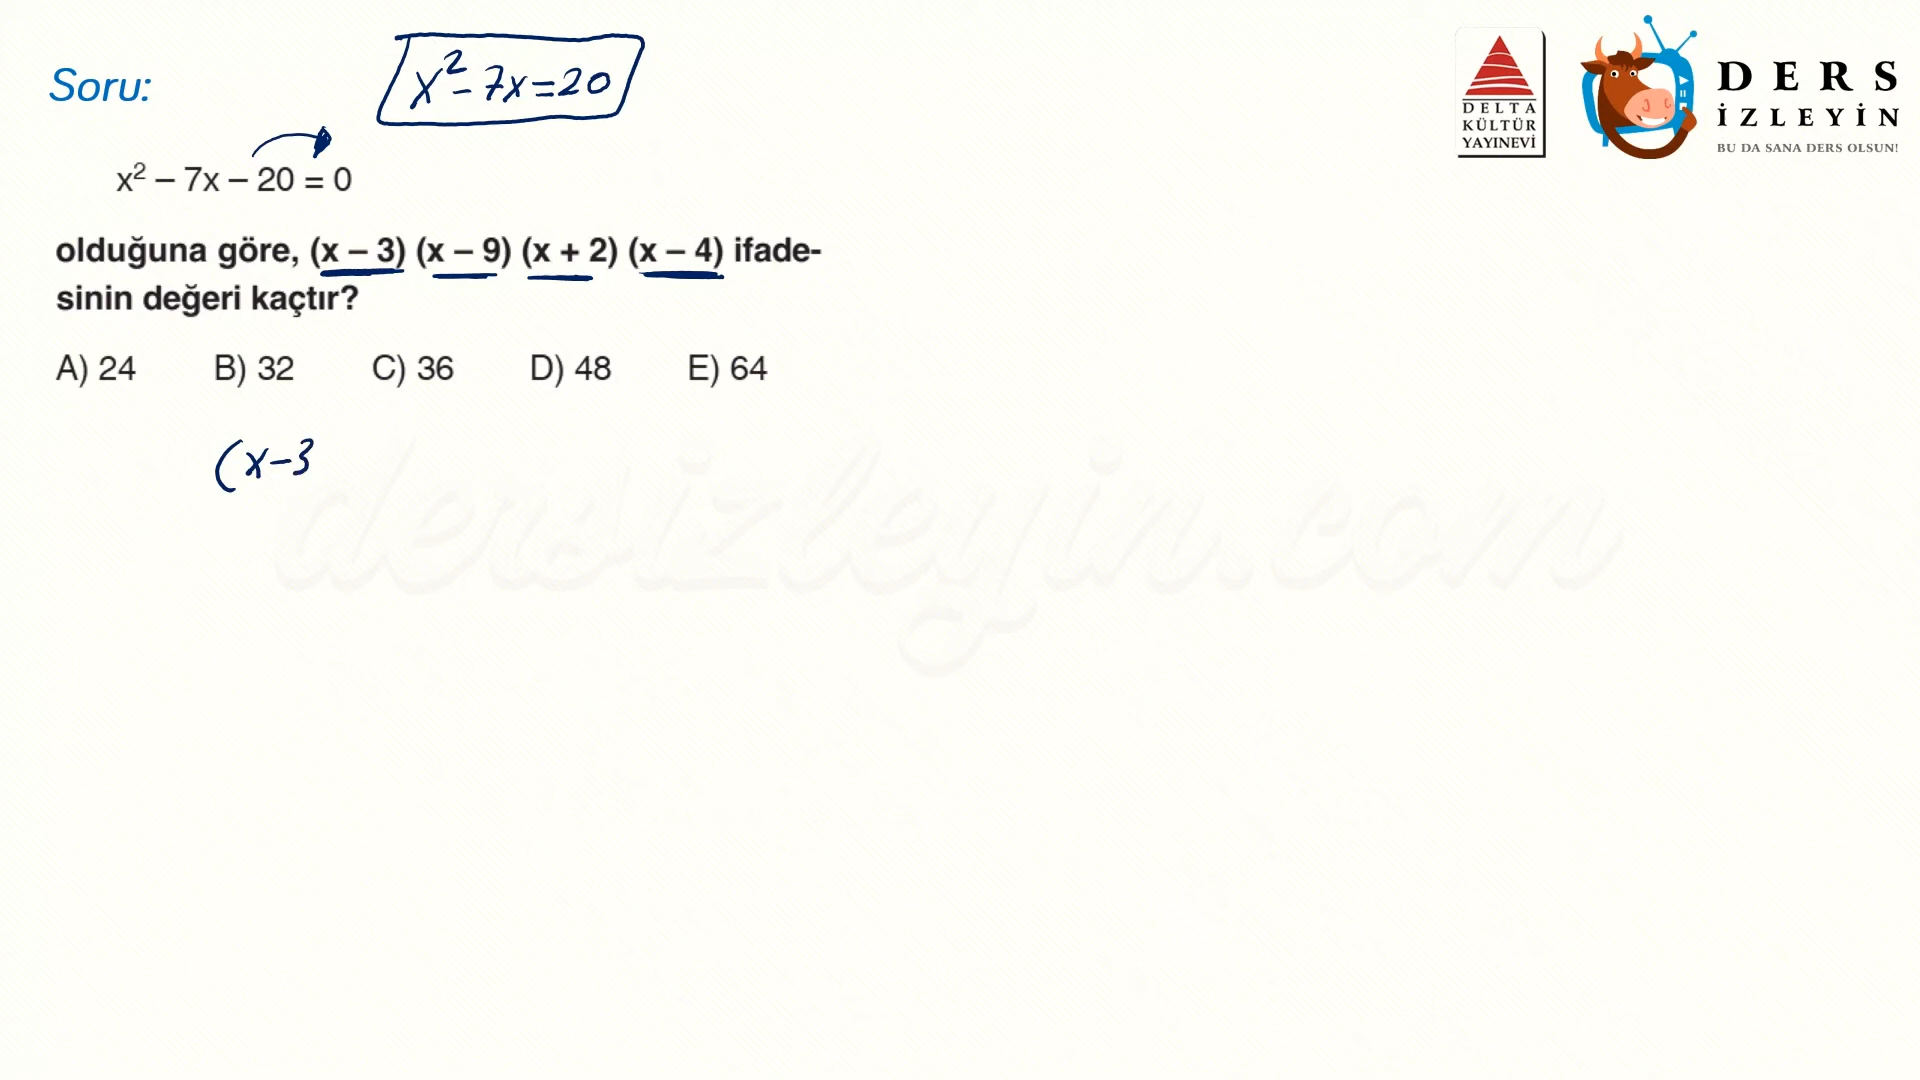 x² - 7x = 20
Soru:
x² – 7x – 20 = 0
olduğuna göre, (x – 3) (x – 9) (x + 2) (x – 4) ifade-
sinin değeri kaçtır?
A) 24 B) 32 C) 36 D) 48 E) 64
(x-3
dersizleyin.com
DELTA
KÜLTÜR
YAYINEVİ
DERS
İZLEYİN
BU DA SANA DERS OLSUN!